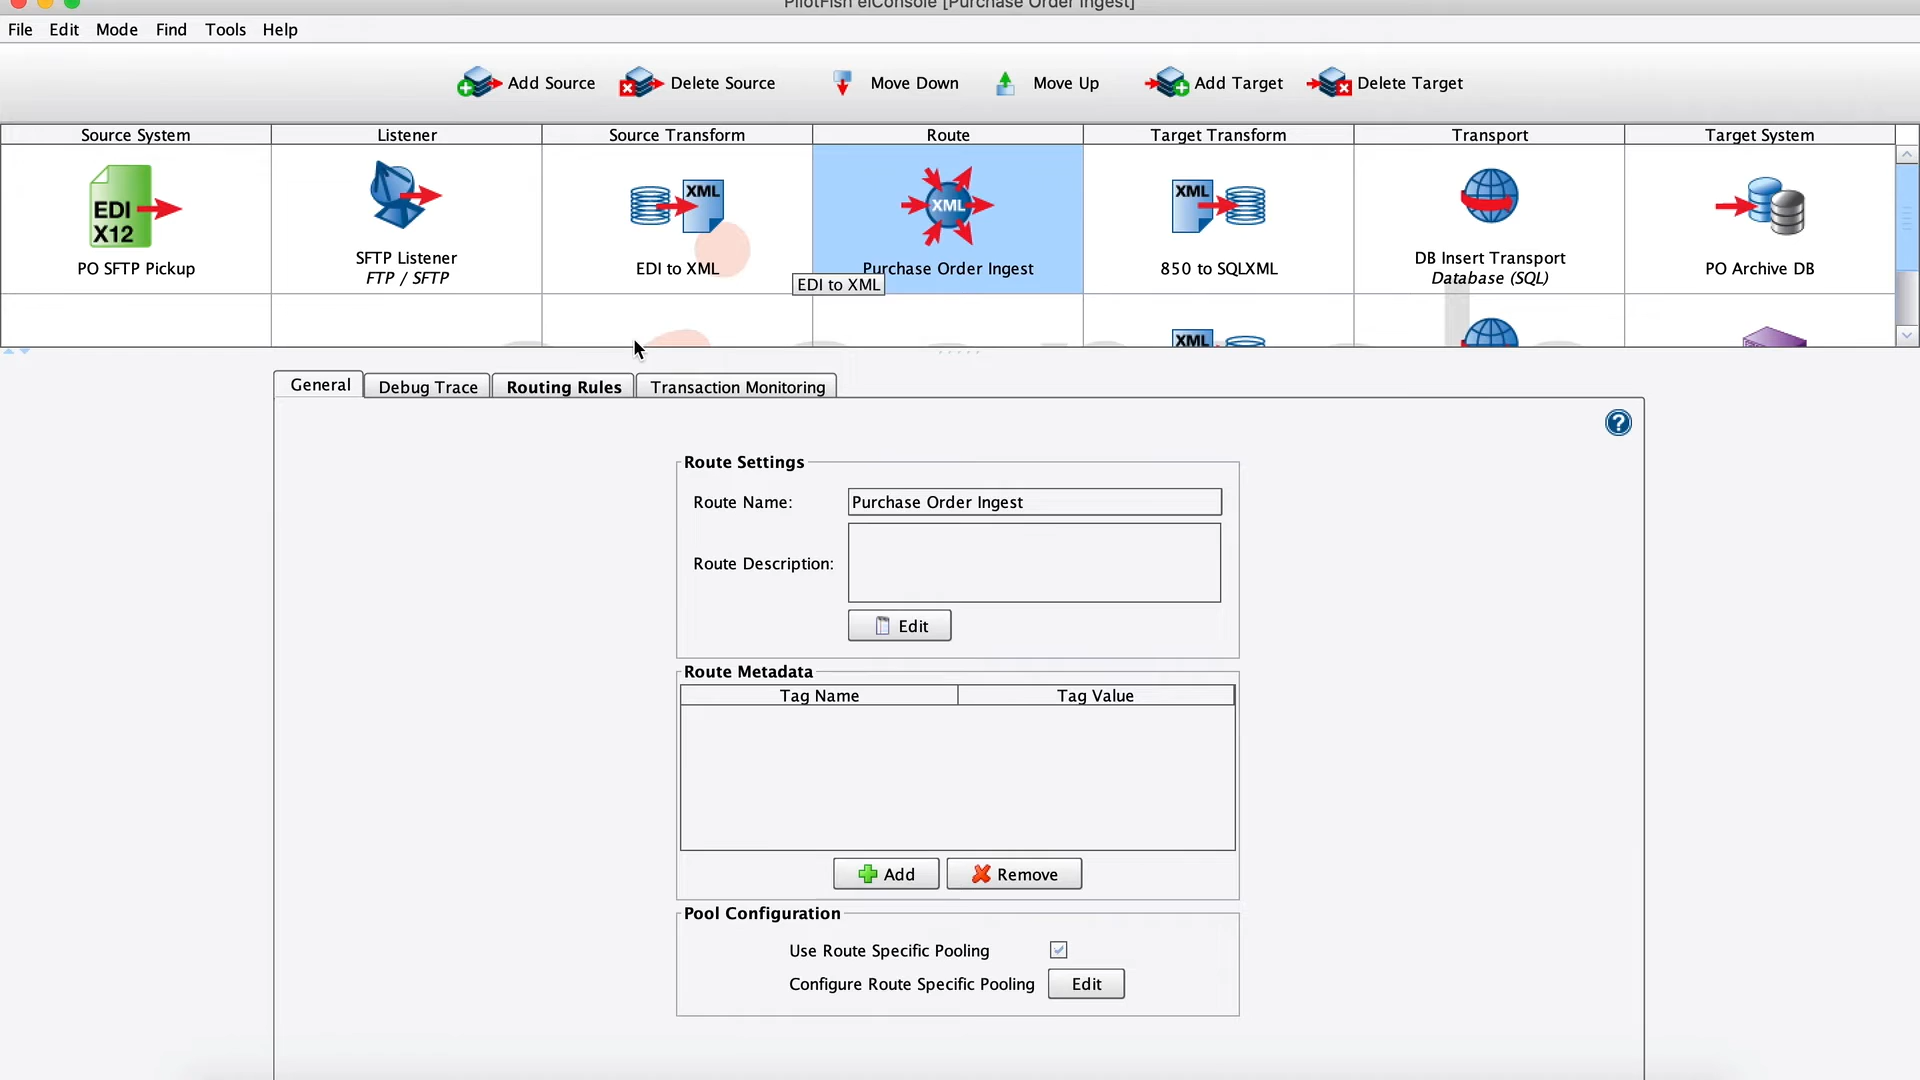 PilotFish eiConsole [Purchase Order Ingest]
File Edit Mode Find Tools Help
Add Source Delete Source Move Down Move Up Add Target Delete Target
Source System Listener Source Transform Route Target Transform Transport Target System
EDI X12
XML
XML
XML
PO SFTP Pickup
SFTP Listener
FTP / SFTP
EDI to XML
Purchase Order Ingest
850 to SQLXML
DB Insert Transport
Database (SQL)
PO Archive DB
EDI to XML
XML
General Debug Trace Routing Rules Transaction Monitoring
?
Route Settings
Route Name: Purchase Order Ingest
Route Description:
Edit
Route Metadata
Tag Name Tag Value
Add Remove
Pool Configuration
Use Route Specific Pooling
Configure Route Specific Pooling Edit